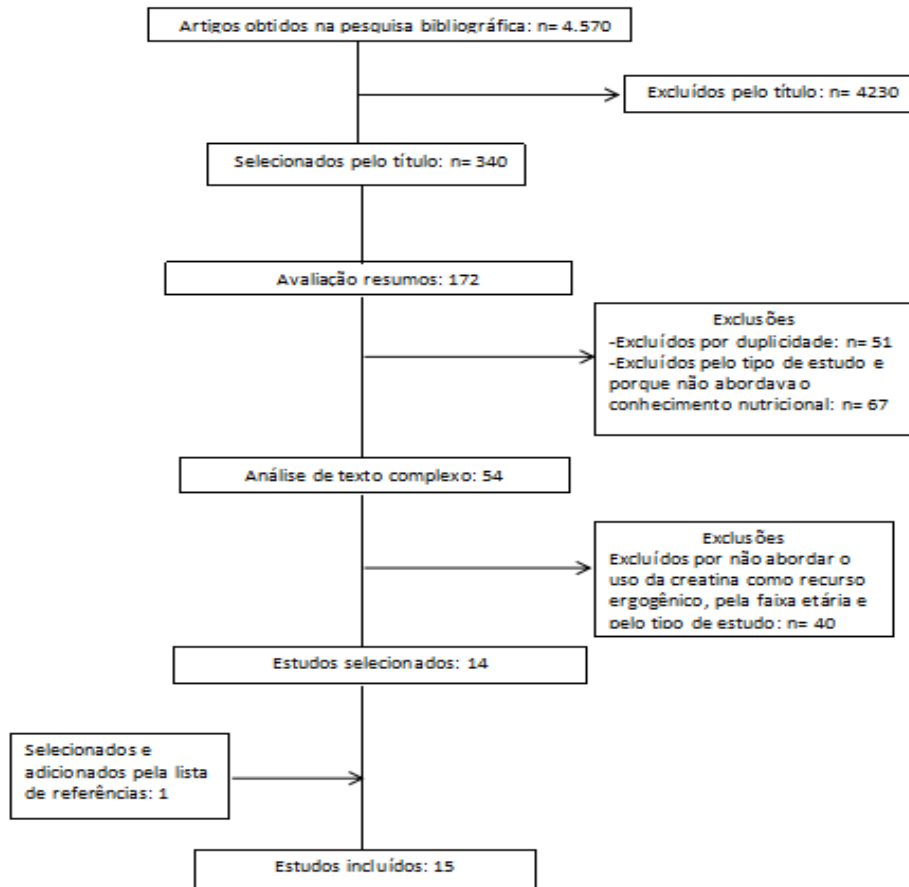 Artigos obtidos na pesquisa bibliográfica: n= 4.570
Excluídos pelo título: n= 4230
Selecionados pelo título: n= 340
Avaliação resumos: 172
Exclusões
-Excluídos por duplicidade: n= 51
-Excluídos pelo tipo de estudo e
porque não abordava o
conhecimento nutricional: n= 67
Análise de texto complexo: 54
Exclusões
Excluídos por não abordar o
uso da creatina como recurso
ergogênico, pela faixa etária e
pelo tipo de estudo: n= 40
Estudos selecionados: 14
Selecionados e
adicionados pela lista
de referências: 1
Estudos incluídos: 15